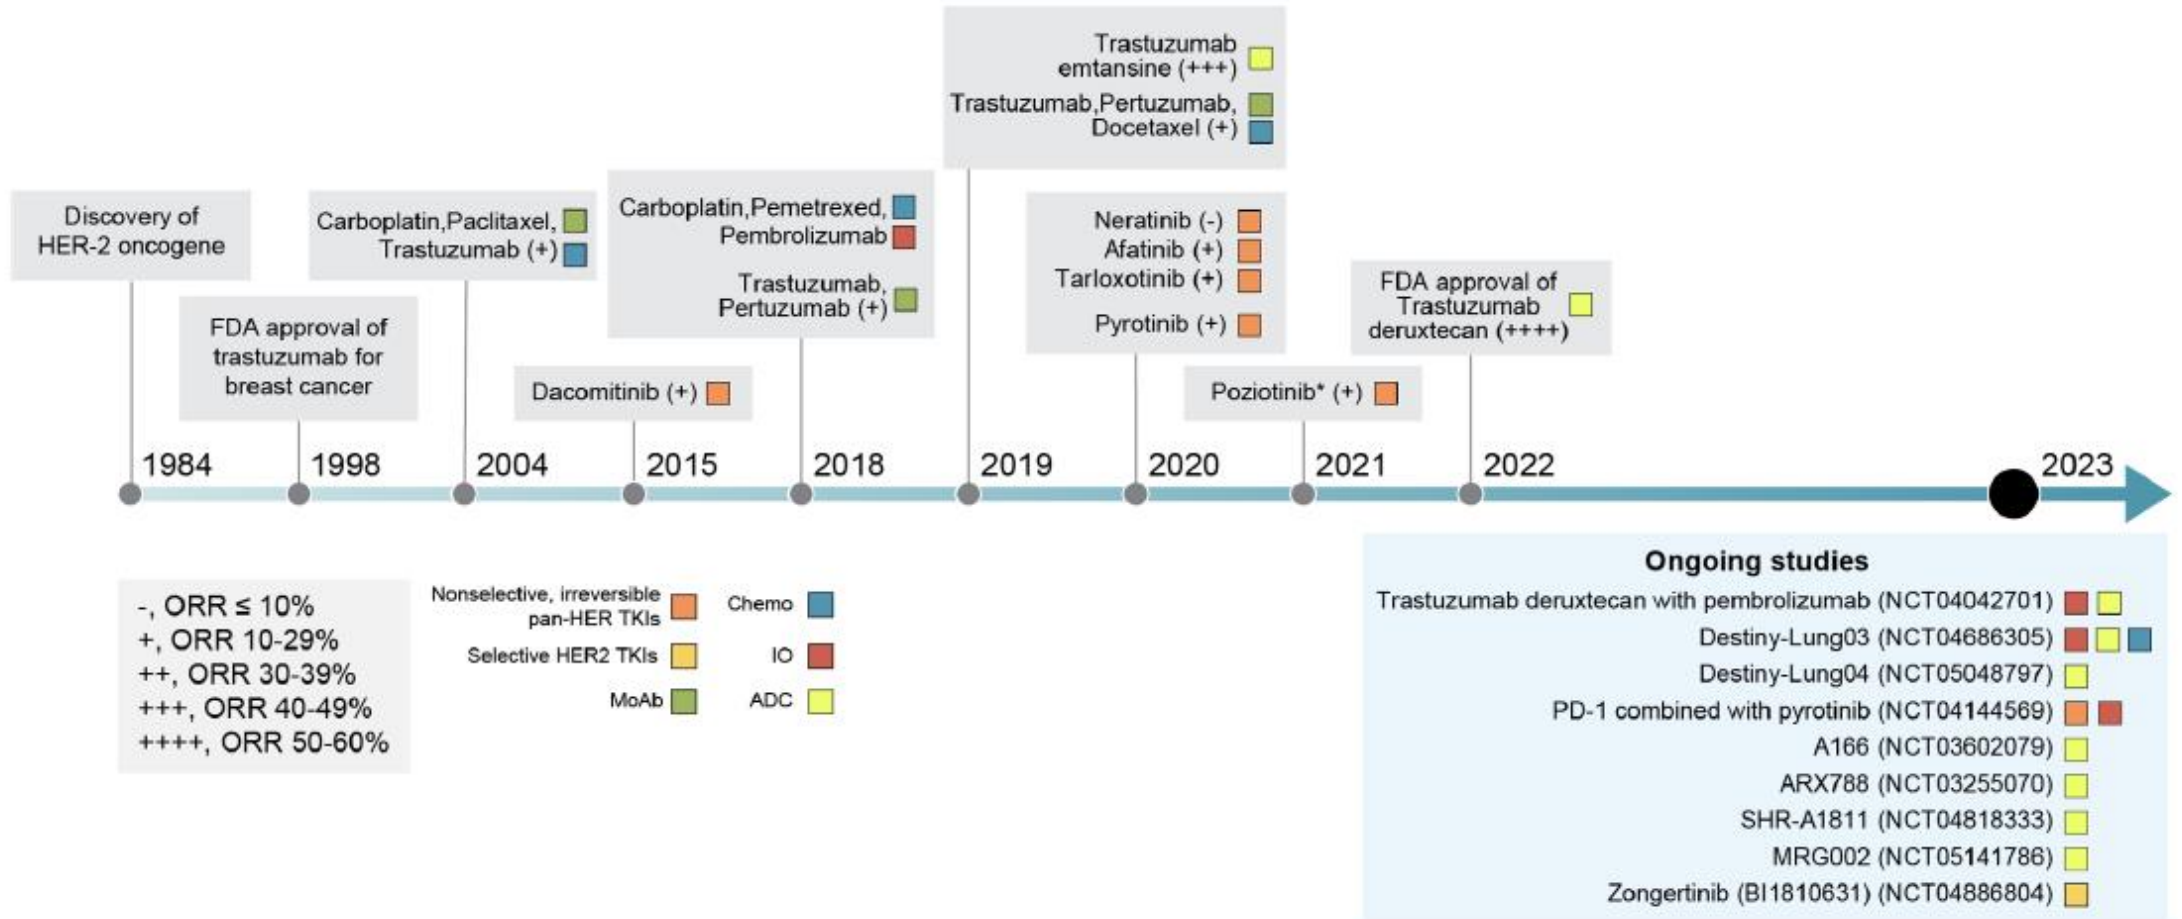 Discovery of
HER-2 oncogene
FDA approval of
trastuzumab for
breast cancer
Carboplatin,Paclitaxel,
Trastuzumab (+)
Dacomitinib (+)
Carboplatin,Pemetrexed,
Pembrolizumab
Trastuzumab,
Pertuzumab (+)
Trastuzumab
emtansine (+++)
Trastuzumab,Pertuzumab,
Docetaxel (+)
Neratinib (-)
Afatinib (+)
Tarloxotinib (+)
Pyrotinib (+)
Poziotinib* (+)
FDA approval of
Trastuzumab
deruxtecan (++++)
1984
1998
2004
2015
2018
2019
2020
2021
2022
2023
-, ORR ≤ 10%
+, ORR 10-29%
++, ORR 30-39%
+++, ORR 40-49%
++++, ORR 50-60%
Nonselective, irreversible
pan-HER TKIs
Selective HER2 TKIs
MoAb
Chemo
IO
ADC
Ongoing studies
Trastuzumab deruxtecan with pembrolizumab (NCT04042701)
Destiny-Lung03 (NCT04686305)
Destiny-Lung04 (NCT05048797)
PD-1 combined with pyrotinib (NCT04144569)
A166 (NCT03602079)
ARX788 (NCT03255070)
SHR-A1811 (NCT04818333)
MRG002 (NCT05141786)
Zongertinib (BI1810631) (NCT04886804)